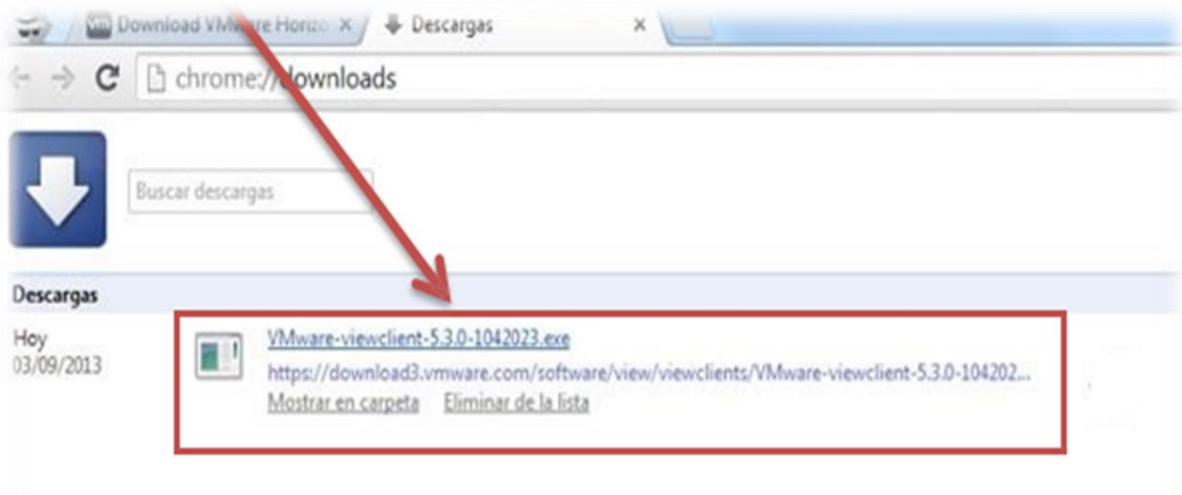 vm Download VMware Horizo × Descargas ×
chrome://downloads
Buscar descargas
Descargas
Hoy
03/09/2013
VMware-viewclient-5.3.0-1042023.exe
https://download3.vmware.com/software/view/viewclients/VMware-viewclient-5.3.0-104202...
Mostrar en carpeta Eliminar de la lista